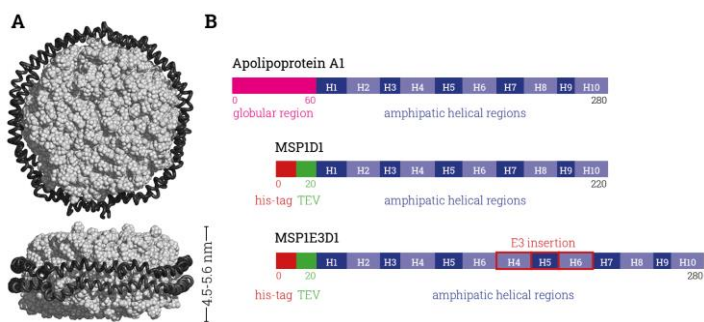 A
B
Apolipoprotein A1
H1 H2 H3 H4 H5 H6 H7 H8 H9 H10
0 60 280
globular region amphipatic helical regions
MSP1D1
H1 H2 H3 H4 H5 H6 H7 H8 H9 H10
0 20 220
his-tag TEV amphipatic helical regions
MSP1E3D1
E3 insertion
H1 H2 H3 H4 H5 H6 H4 H5 H6 H7 H8 H9 H10
0 20 280
his-tag TEV amphipatic helical regions
4.5-5.6 nm